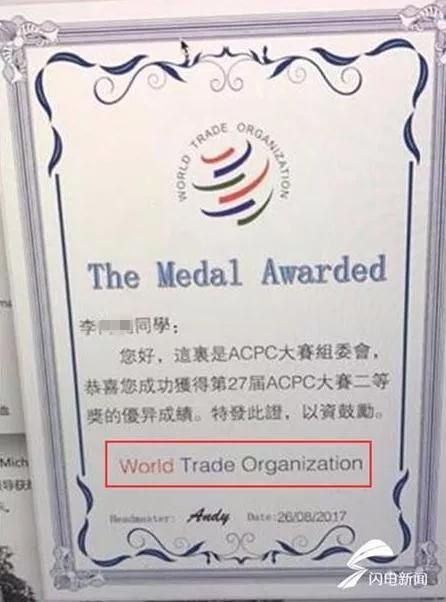 WORLD TRADE ORGANIZATION
The Medal Awarded
李同學：
您好，這裏是ACPC大賽組委會，
恭喜您成功獲得第27届ACPC大賽二等
獎的優异成績。特發此證，以資鼓勵。
World Trade Organization
Headmaster: Andy Date:26/08/2017
Mich
闪电新闻